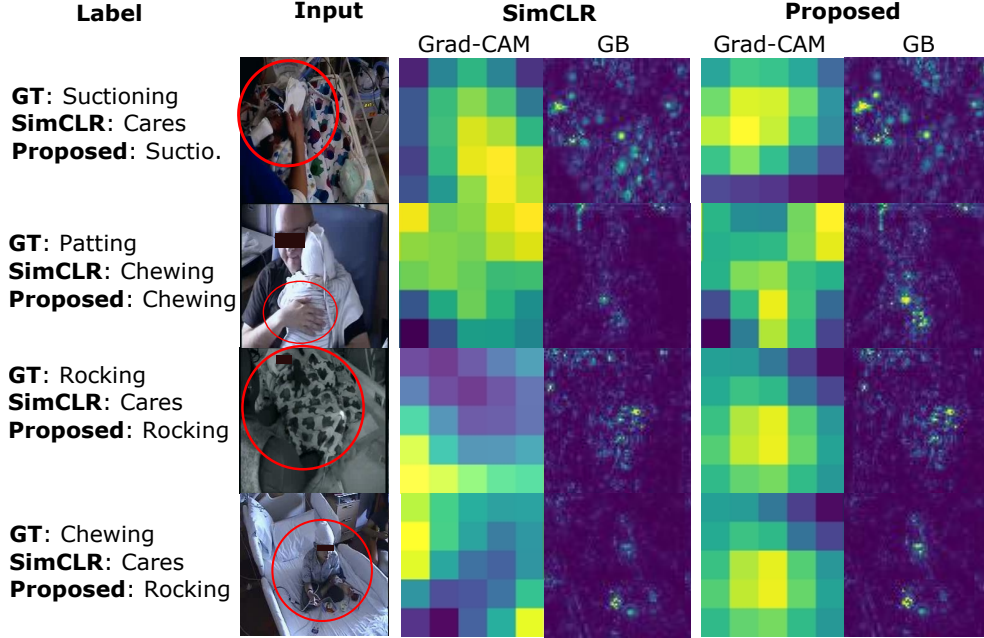 Label Input SimCLR Proposed
Grad-CAM GB Grad-CAM GB
GT: Suctioning
SimCLR: Cares
Proposed: Suctio.
GT: Patting
SimCLR: Chewing
Proposed: Chewing
GT: Rocking
SimCLR: Cares
Proposed: Rocking
GT: Chewing
SimCLR: Cares
Proposed: Rocking